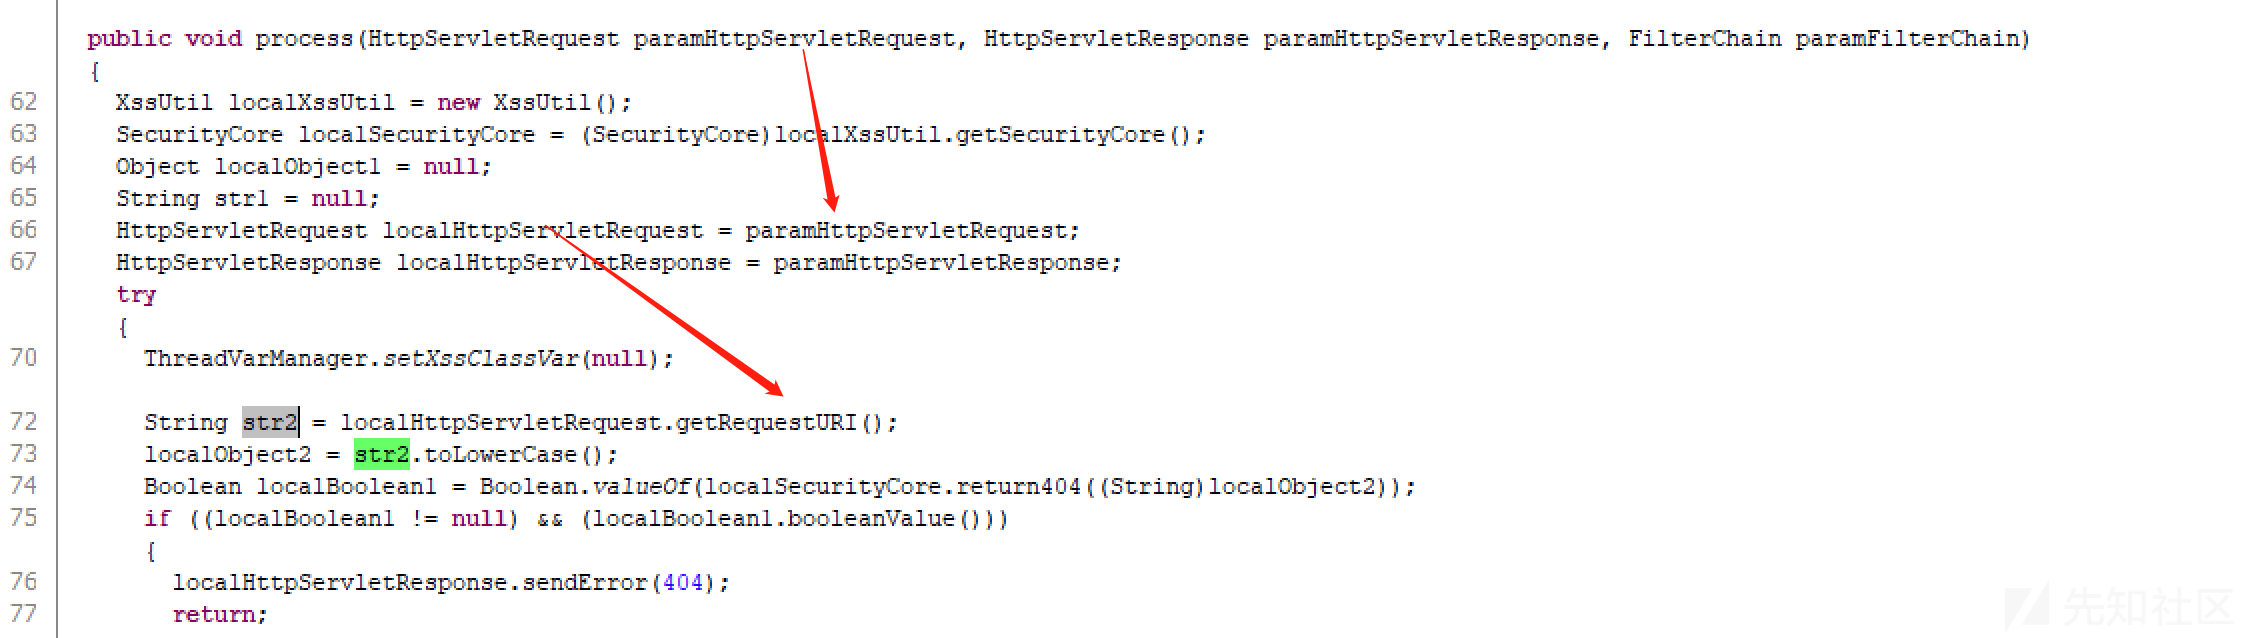 public void process(HttpServletRequest paramHttpServletRequest, HttpServletResponse paramHttpServletResponse, FilterChain paramFilterChain)
{
62 XssUtil localXssUtil = new XssUtil();
63 SecurityCore localSecurityCore = (SecurityCore)localXssUtil.getSecurityCore();
64 Object localObject1 = null;
65 String str1 = null;
66 HttpServletRequest localHttpServletRequest = paramHttpServletRequest;
67 HttpServletResponse localHttpServletResponse = paramHttpServletResponse;
try
{
70 ThreadVarManager.setXssClassVar(null);
72 String str2 = localHttpServletRequest.getRequestURI();
73 localObject2 = str2.toLowerCase();
74 Boolean localBoolean1 = Boolean.valueOf(localSecurityCore.return404((String)localObject2));
75 if ((localBoolean1 != null) && (localBoolean1.booleanValue()))
{
76 localHttpServletResponse.sendError(404);
77 return;
先知社区